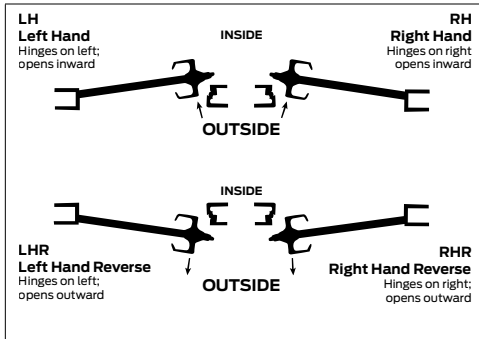 LH
Left Hand
Hinges on left;
opens inward
INSIDE
RH
Right Hand
Hinges on right
opens inward
OUTSIDE
INSIDE
LHR
Left Hand Reverse
Hinges on left;
opens outward
OUTSIDE
RHR
Right Hand Reverse
Hinges on right;
opens outward